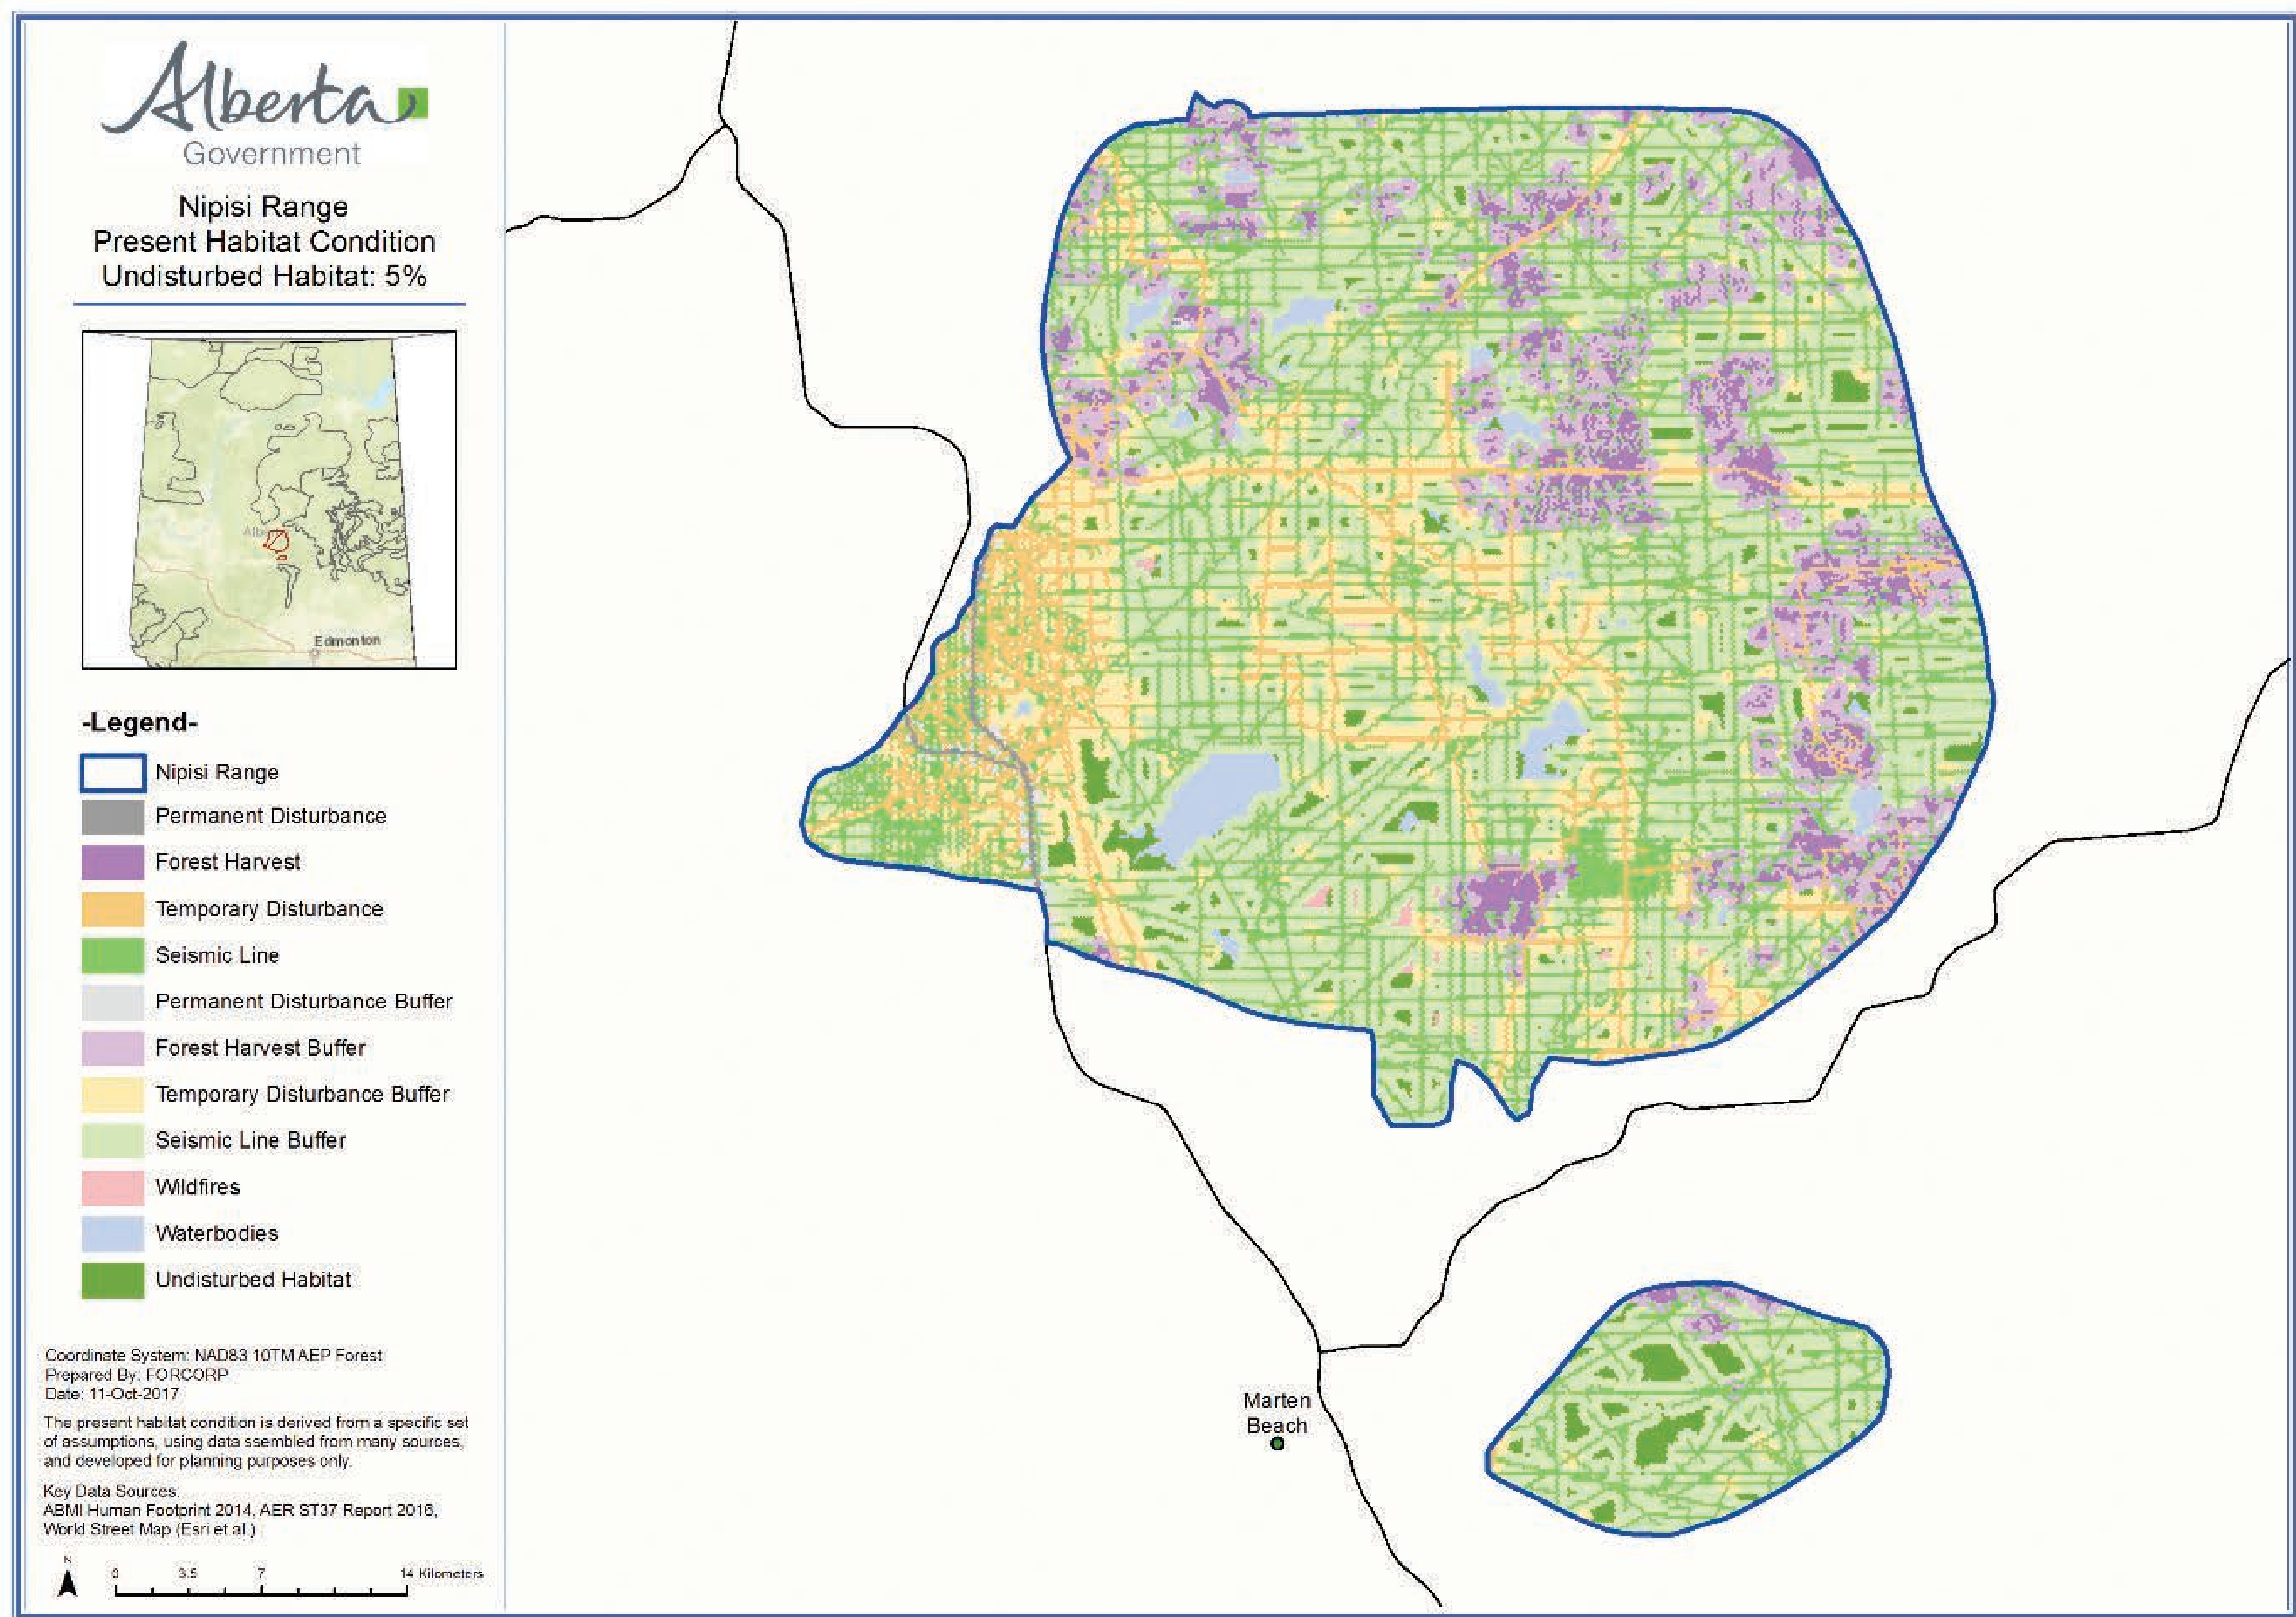 Alberta
Government
Nipisi Range
Present Habitat Condition
Undisturbed Habitat: 5%
Edmonton
-Legend-
Nipisi Range
Permanent Disturbance
Forest Harvest
Temporary Disturbance
Seismic Line
Permanent Disturbance Buffer
Forest Harvest Buffer
Temporary Disturbance Buffer
Seismic Line Buffer
Wildfires
Waterbodies
Undisturbed Habitat
Coordinate System: NAD83 10TM AEP Forest
Prepared By: FORCORP
Date: 11-Oct-2017
The present habitat condition is derived from a specific set
of assumptions, using data ssembled from many sources,
and developed for planning purposes only.
Key Data Sources:
ABMI Human Footprint 2014, AER ST37 Report 2016,
World Street Map (Esri et al.)
N
0 3.5 7 14 Kilometers
Marten
Beach